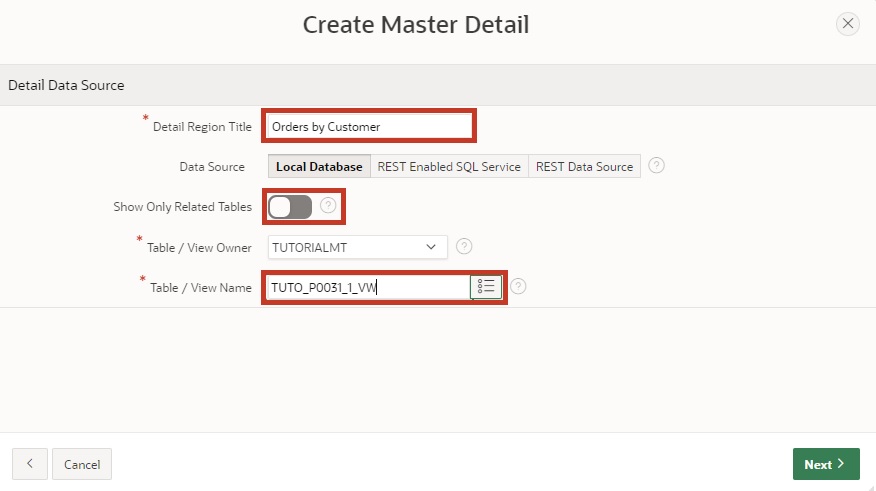 Create Master Detail
Detail Data Source
* Detail Region Title Orders by Customer
Data Source Local Database REST Enabled SQL Service REST Data Source ?
Show Only Related Tables ?
* Table / View Owner TUTORIALMT ?
* Table / View Name TUTO_P0031_1_VW ?
Cancel Next